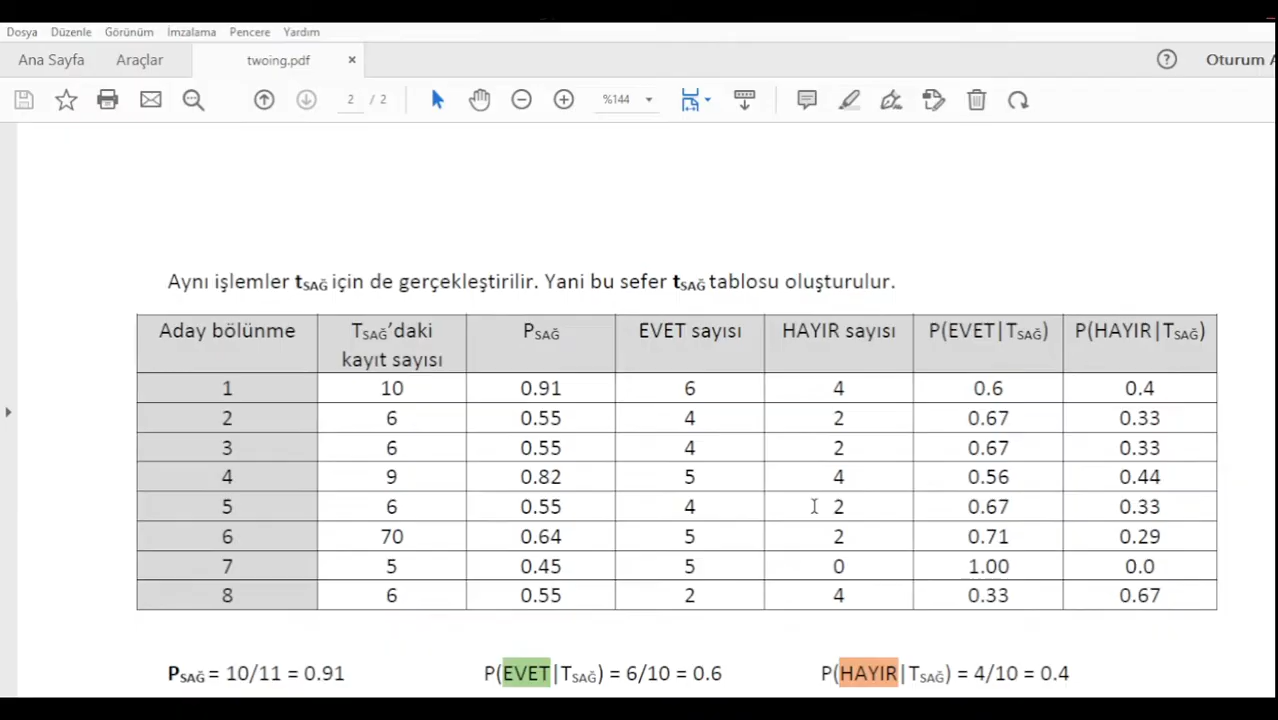 Dosya Düzenle Görünüm İmzalama Pencere Yardım
Ana Sayfa Araçlar twoing.pdf × ? Oturum A
2 / 2 %144
Aynı işlemler tSAĞ için de gerçekleştirilir. Yani bu sefer tSAĞ tablosu oluşturulur.
Aday bölünme TSAĞ'daki kayıt sayısı PSAĞ EVET sayısı HAYIR sayısı P(EVET|TSAĞ) P(HAYIR|TSAĞ)
1 10 0.91 6 4 0.6 0.4
2 6 0.55 4 2 0.67 0.33
3 6 0.55 4 2 0.67 0.33
4 9 0.82 5 4 0.56 0.44
5 6 0.55 4 2 0.67 0.33
6 70 0.64 5 2 0.71 0.29
7 5 0.45 5 0 1.00 0.0
8 6 0.55 2 4 0.33 0.67
PSAĞ = 10/11 = 0.91 P(EVET|TSAĞ) = 6/10 = 0.6 P(HAYIR|TSAĞ) = 4/10 = 0.4